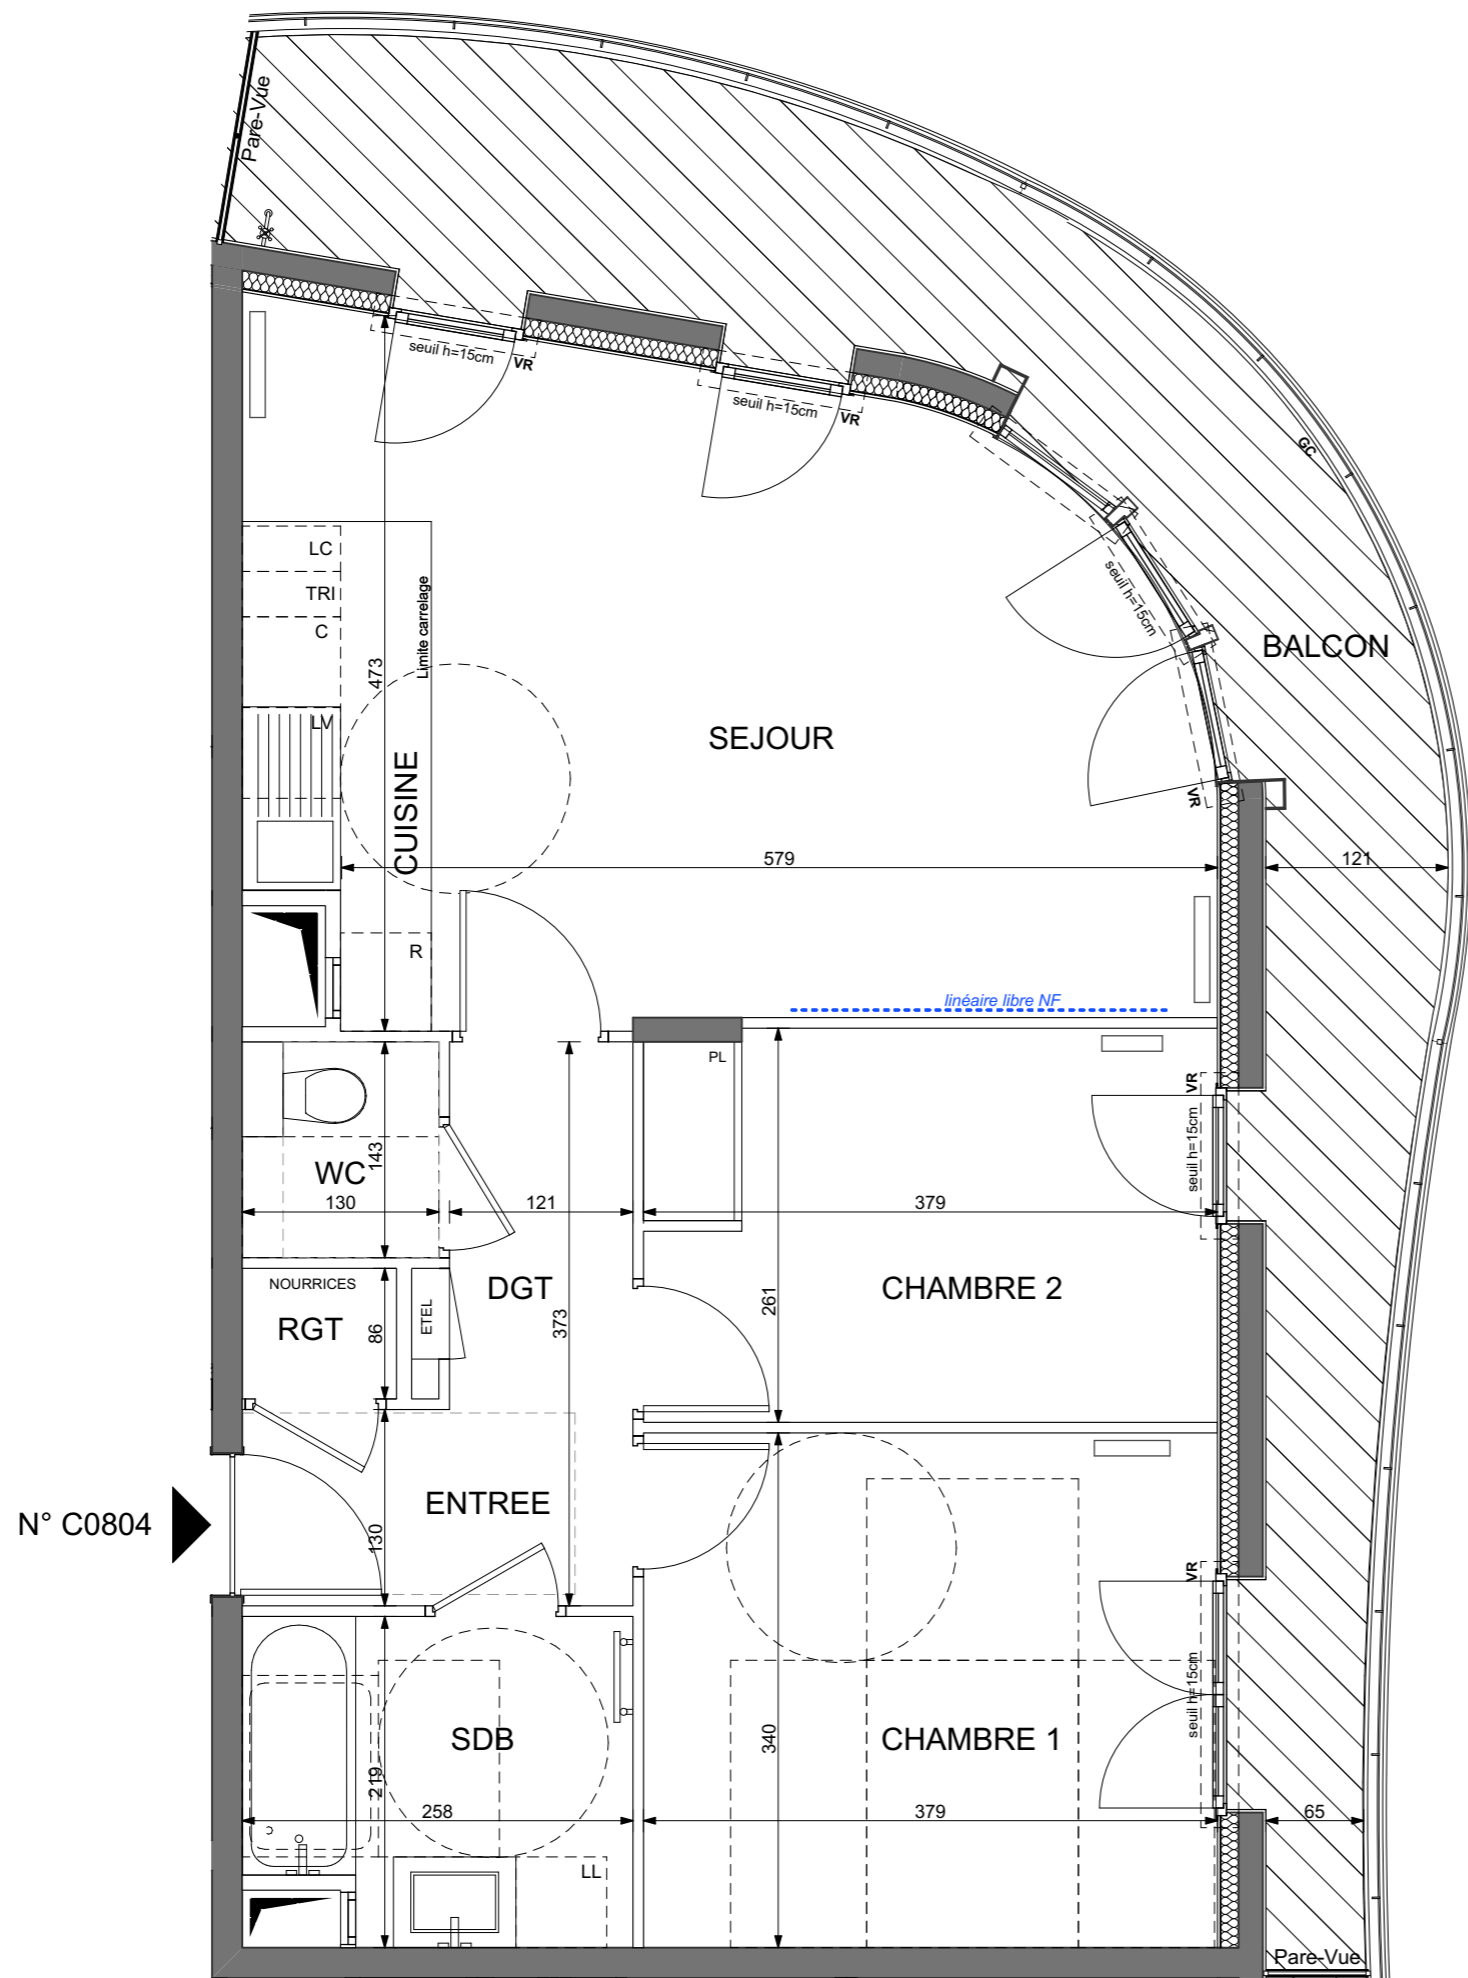 Pare-Vue
seuil h=15cm
VR
seuil h=15cm
VR
GC
LC
TRI
C
Limite carrelage
seuil h=15cm
BALCON
473
LV
SEJOUR
CUISINE
VR
579
121
R
linéaire libre NF
PL
VR
seuil h=15cm
143
WC
130
121
379
NOURRICES
DGT
CHAMBRE 2
RGT
86
ETEL
373
261
ENTREE
N° C0804
130
VR
seuil h=15cm
SDB
340
CHAMBRE 1
219
258
379
65
LL
Pare-Vue